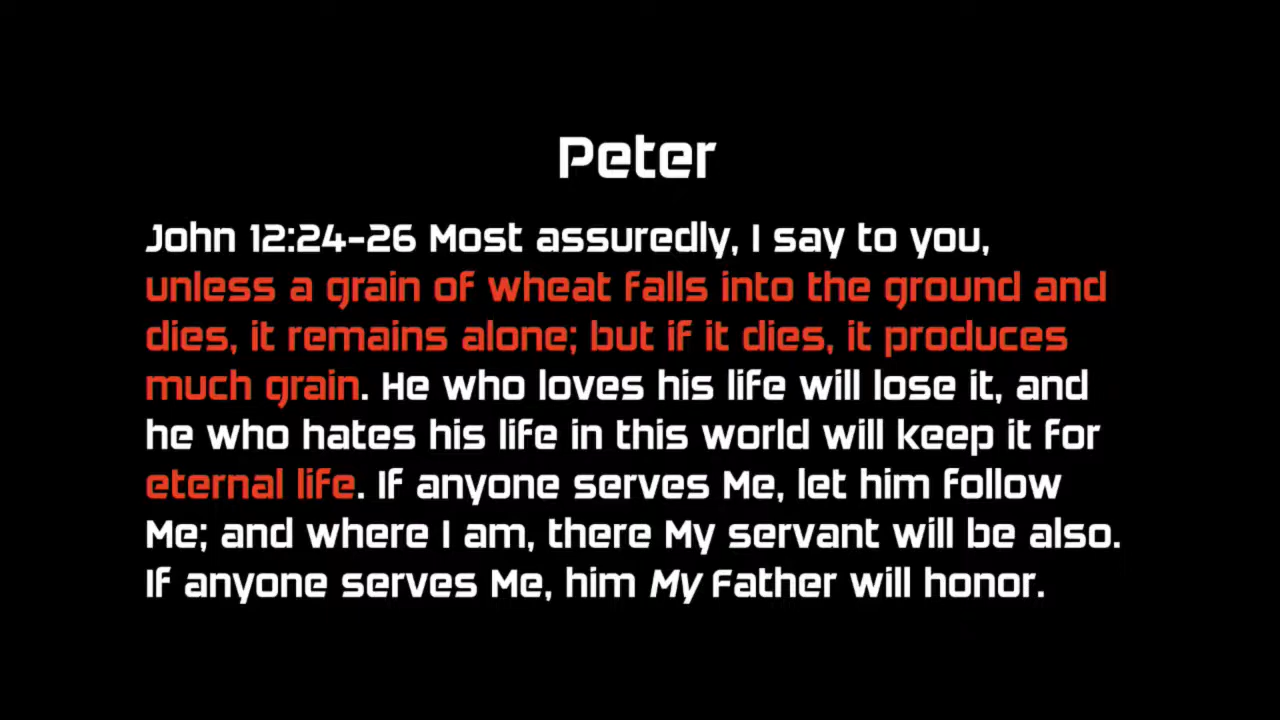 Peter
John 12:24-26 Most assuredly, I say to you,
unless a grain of wheat falls into the ground and
dies, it remains alone; but if it dies, it produces
much grain. He who loves his life will lose it, and
he who hates his life in this world will keep it for
eternal life. If anyone serves Me, let him follow
Me; and where I am, there My servant will be also.
If anyone serves Me, him My Father will honor.